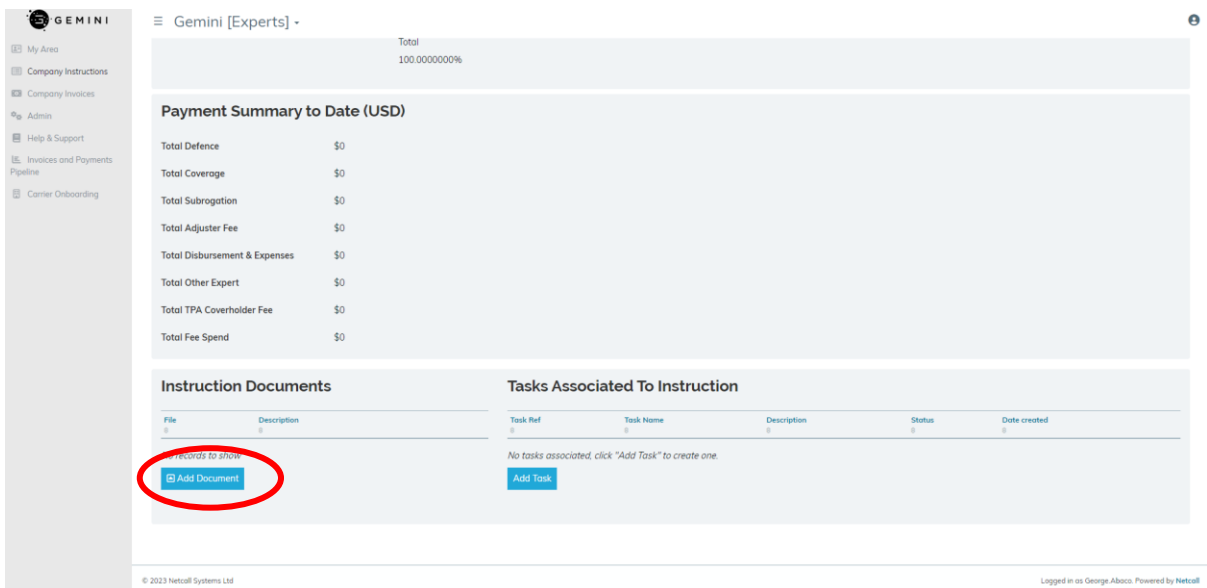 GEMINI
Gemini [Experts]
My Area
Company Instructions
Company Invoices
Admin
Help & Support
Invoices and Payments
Pipeline
Carrier Onboarding
Total
100.0000000%
Payment Summary to Date (USD)
Total Defence $0
Total Coverage $0
Total Subrogation $0
Total Adjuster Fee $0
Total Disbursement & Expenses $0
Total Other Expert $0
Total TPA Coverholder Fee $0
Total Fee Spend $0
Instruction Documents
File Description
No records to show
Add Document
Tasks Associated To Instruction
Task Ref Task Name Description Status Date created
No tasks associated, click "Add Task" to create one.
Add Task
© 2023 Netcall Systems Ltd
Logged in as George.Abaco. Powered by Netcall